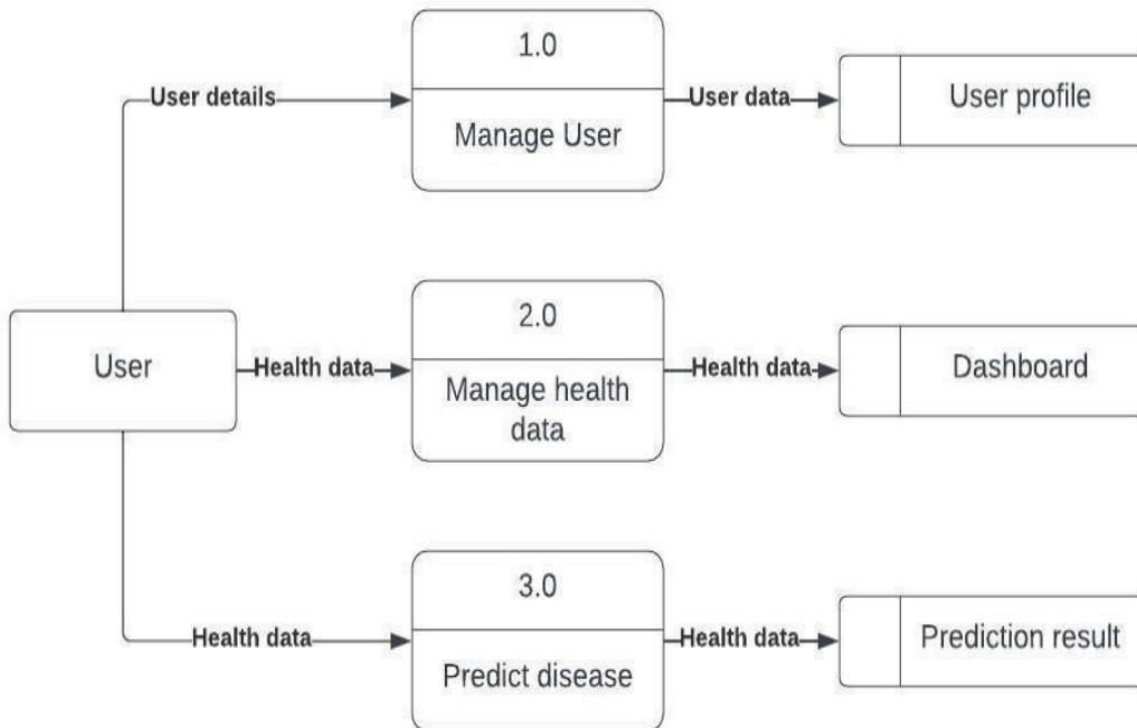 1.0
User details
Manage User
User data
User profile
User
Health data
2.0
Manage health
data
Health data
Dashboard
Health data
3.0
Predict disease
Health data
Prediction result